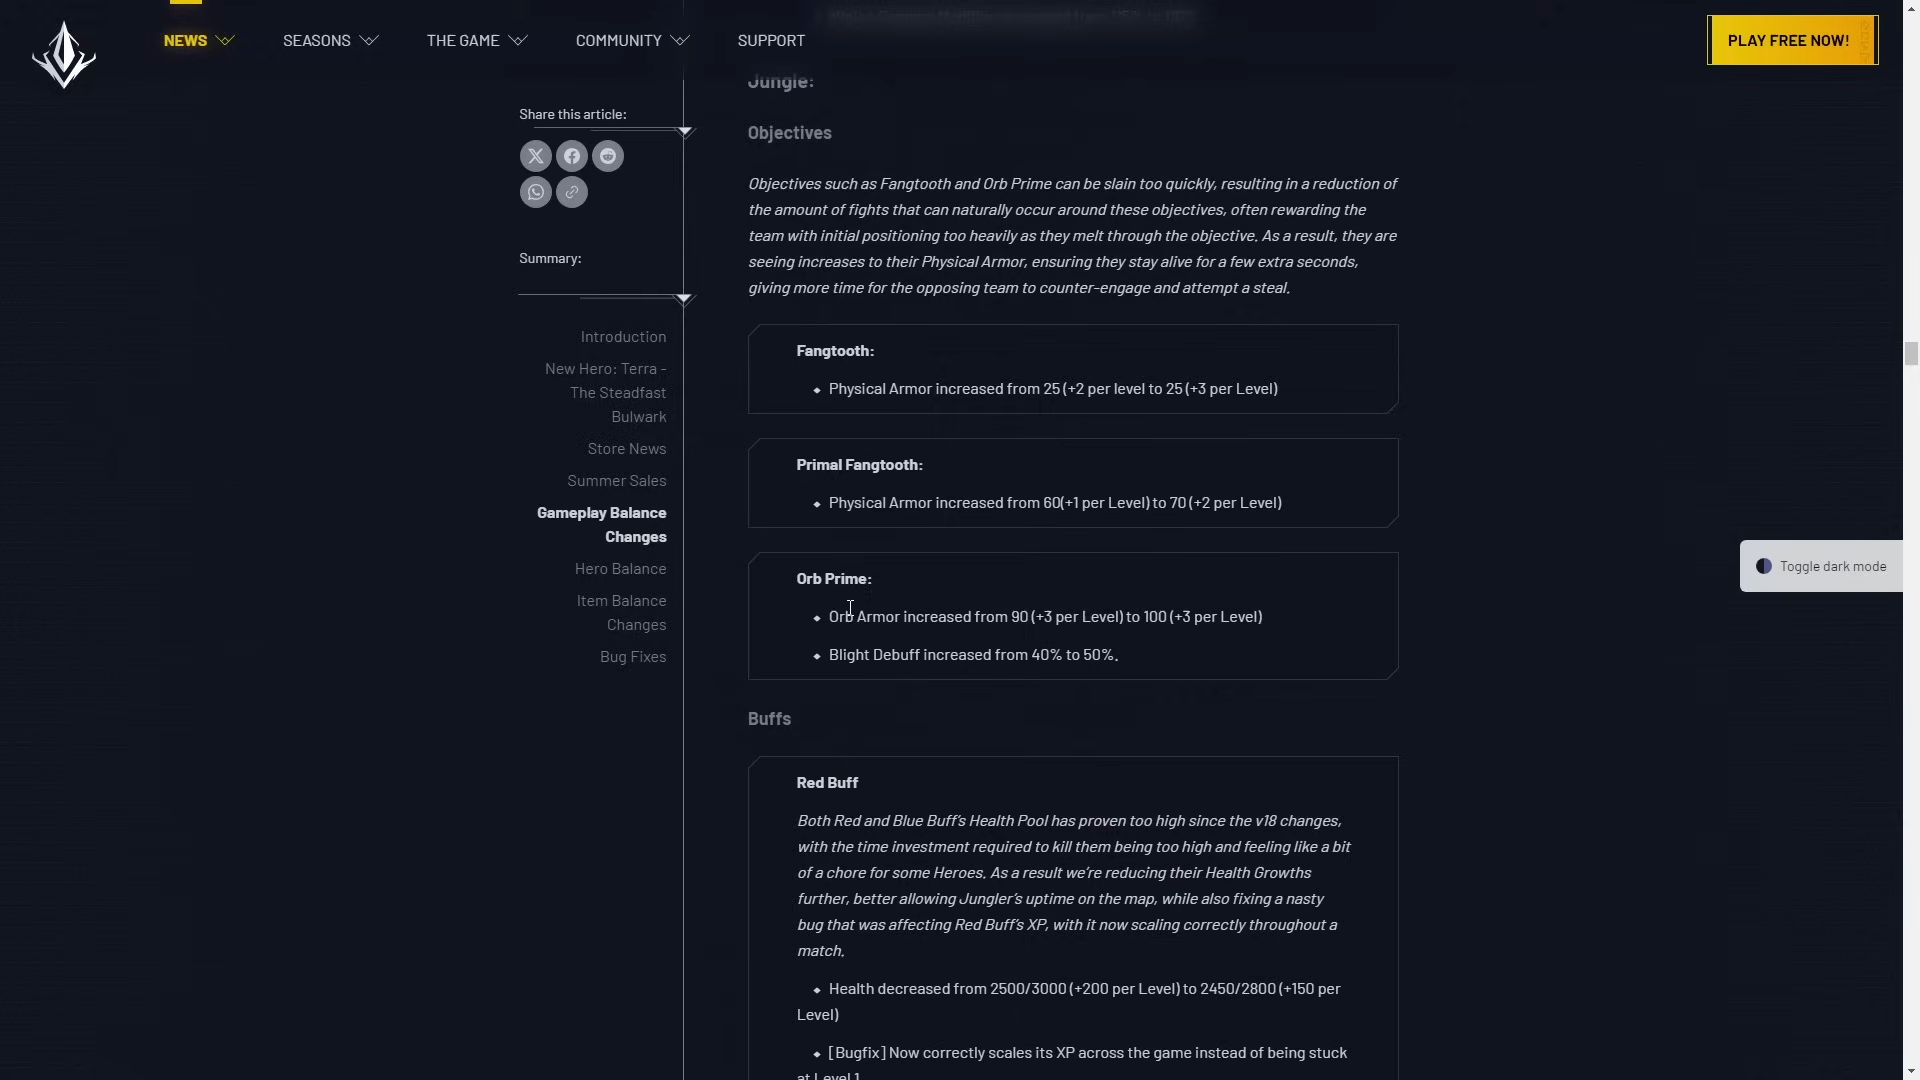 NEWS
SEASONS
THE GAME
COMMUNITY
SUPPORT
PLAY FREE NOW!
Share this article:
Summary:
Introduction
New Hero: Terra -
The Steadfast
Bulwark
Store News
Summer Sales
Gameplay Balance
Changes
Hero Balance
Item Balance
Changes
Bug Fixes
Jungle:
Objectives
Objectives such as Fangtooth and Orb Prime can be slain too quickly, resulting in a reduction of
the amount of fights that can naturally occur around these objectives, often rewarding the
team with initial positioning too heavily as they melt through the objective. As a result, they are
seeing increases to their Physical Armor, ensuring they stay alive for a few extra seconds,
giving more time for the opposing team to counter-engage and attempt a steal.
Fangtooth:
Physical Armor increased from 25 (+2 per level to 25 (+3 per Level)
Primal Fangtooth:
Physical Armor increased from 60(+1 per Level) to 70 (+2 per Level)
Orb Prime:
Orb Armor increased from 90 (+3 per Level) to 100 (+3 per Level)
Blight Debuff increased from 40% to 50%.
Buffs
Red Buff
Both Red and Blue Buff's Health Pool has proven too high since the v18 changes,
with the time investment required to kill them being too high and feeling like a bit
of a chore for some Heroes. As a result we're reducing their Health Growths
further, better allowing Jungler's uptime on the map, while also fixing a nasty
bug that was affecting Red Buff's XP, with it now scaling correctly throughout a
match.
Health decreased from 2500/3000 (+200 per Level) to 2450/2800 (+150 per
Level)
[Bugfix] Now correctly scales its XP across the game instead of being stuck
at Level 1
Toggle dark mode